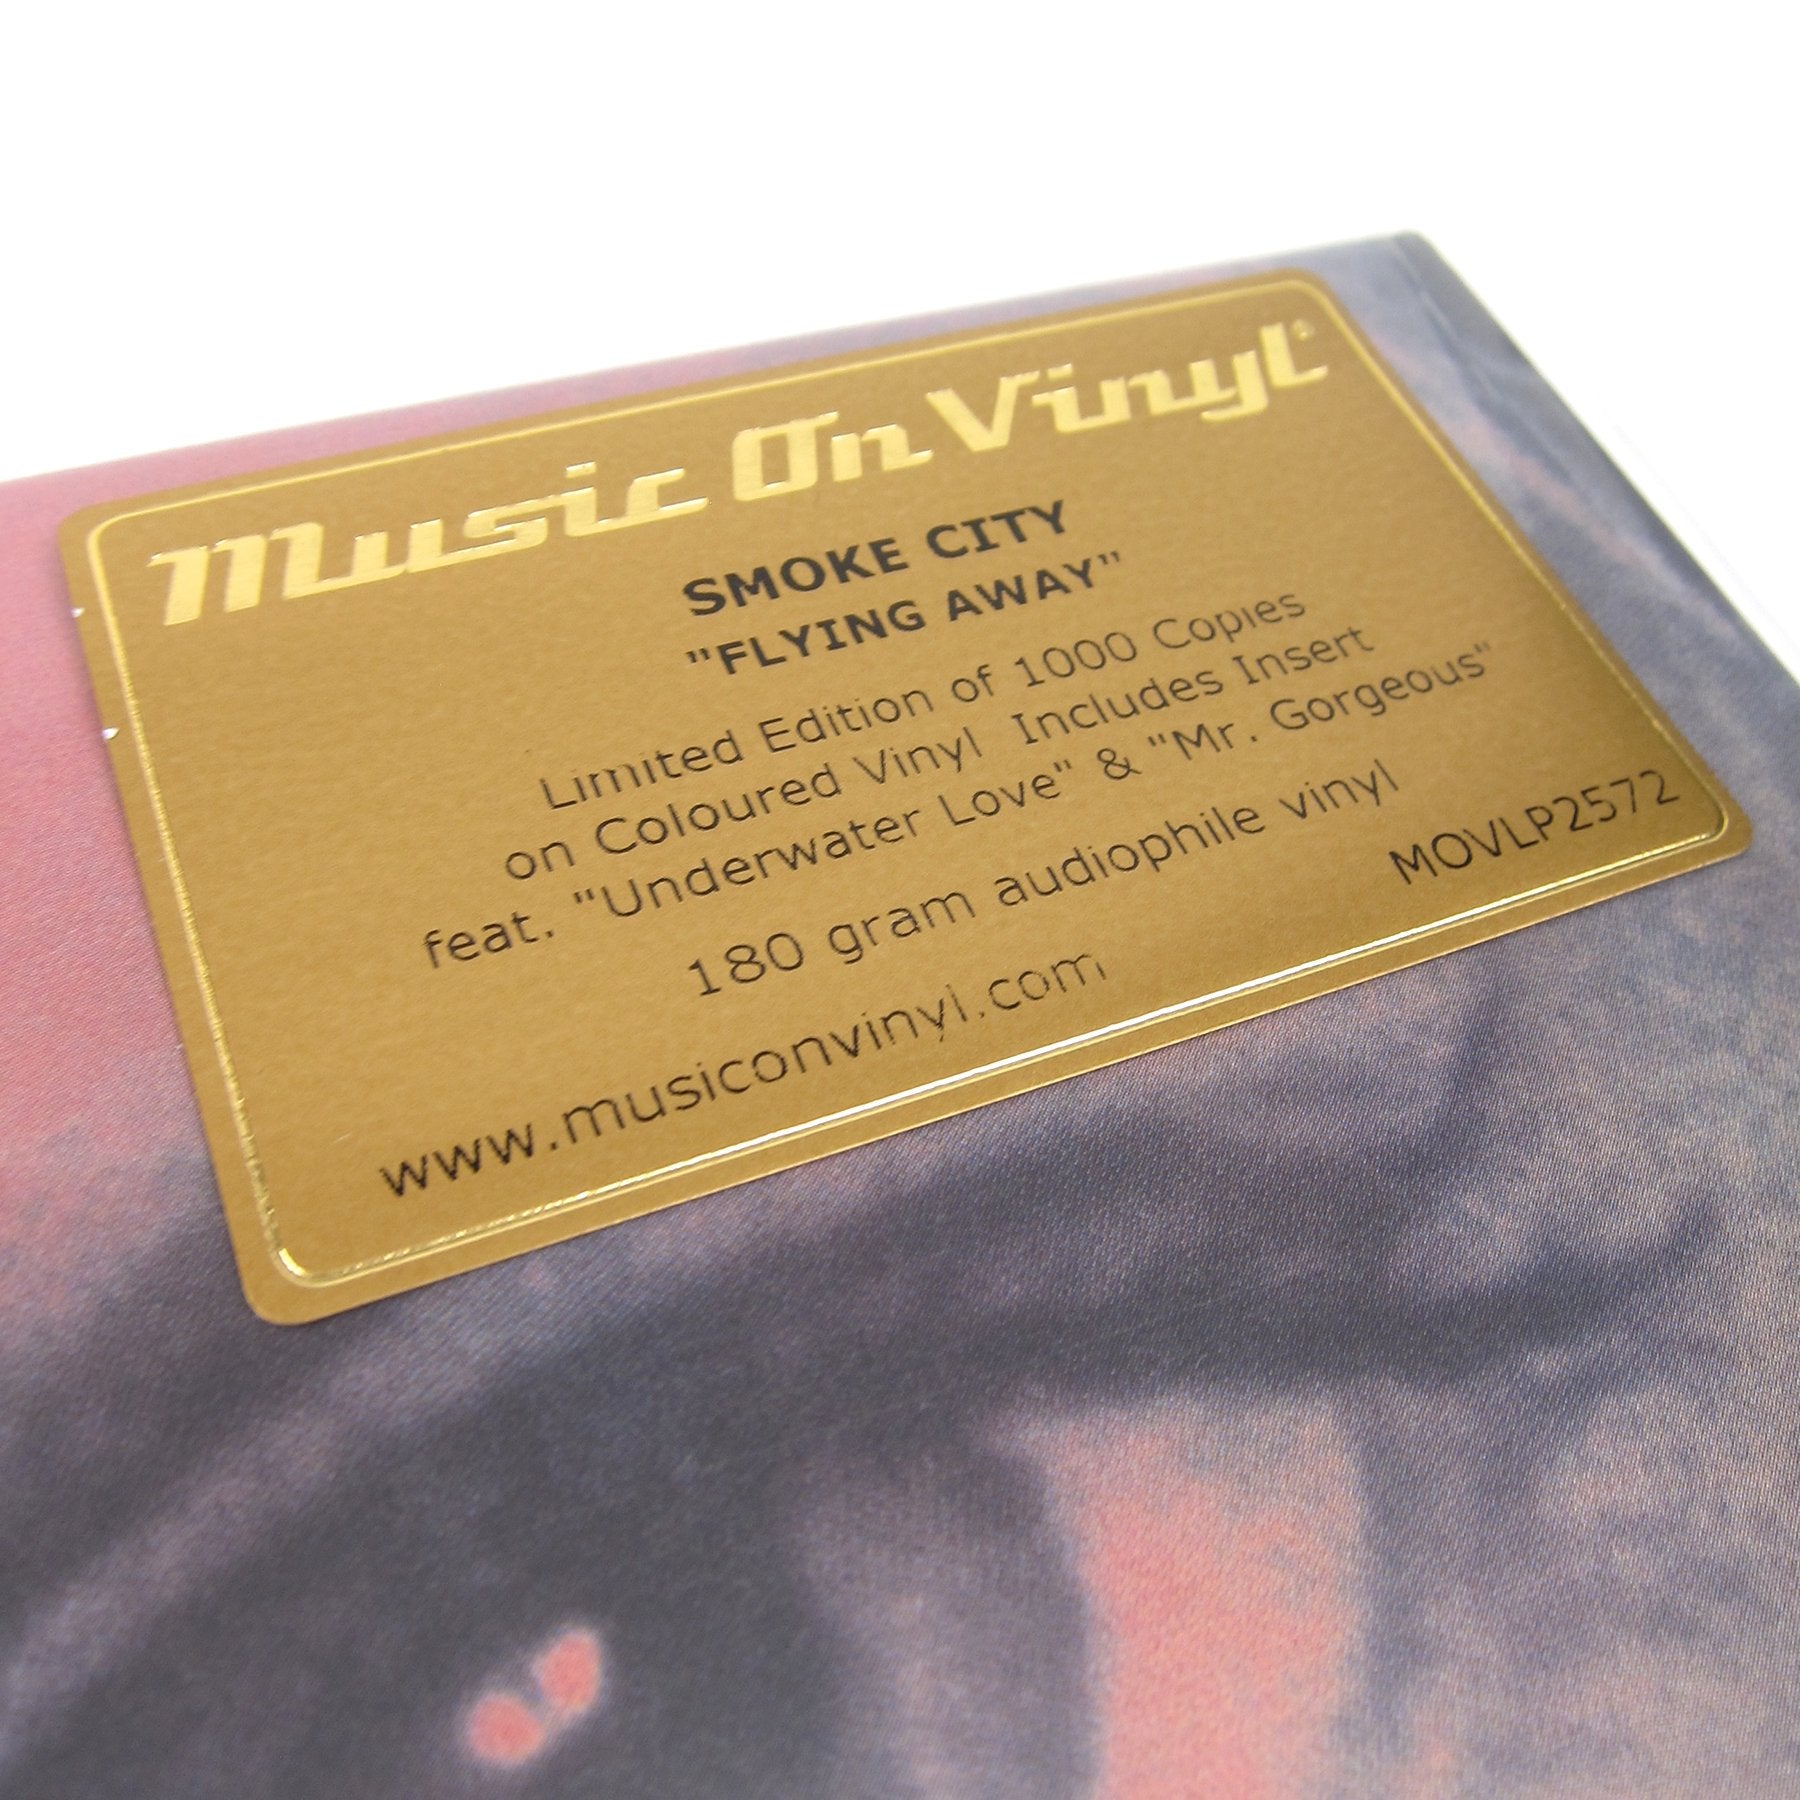 Music On Vinyl®
SMOKE CITY
"FLYING AWAY"
Limited Edition of 1000 Copies
on Coloured Vinyl Includes Insert
feat. "Underwater Love" & "Mr. Gorgeous"
180 gram audiophile vinyl
MOVLP2572
www.musiconvinyl.com